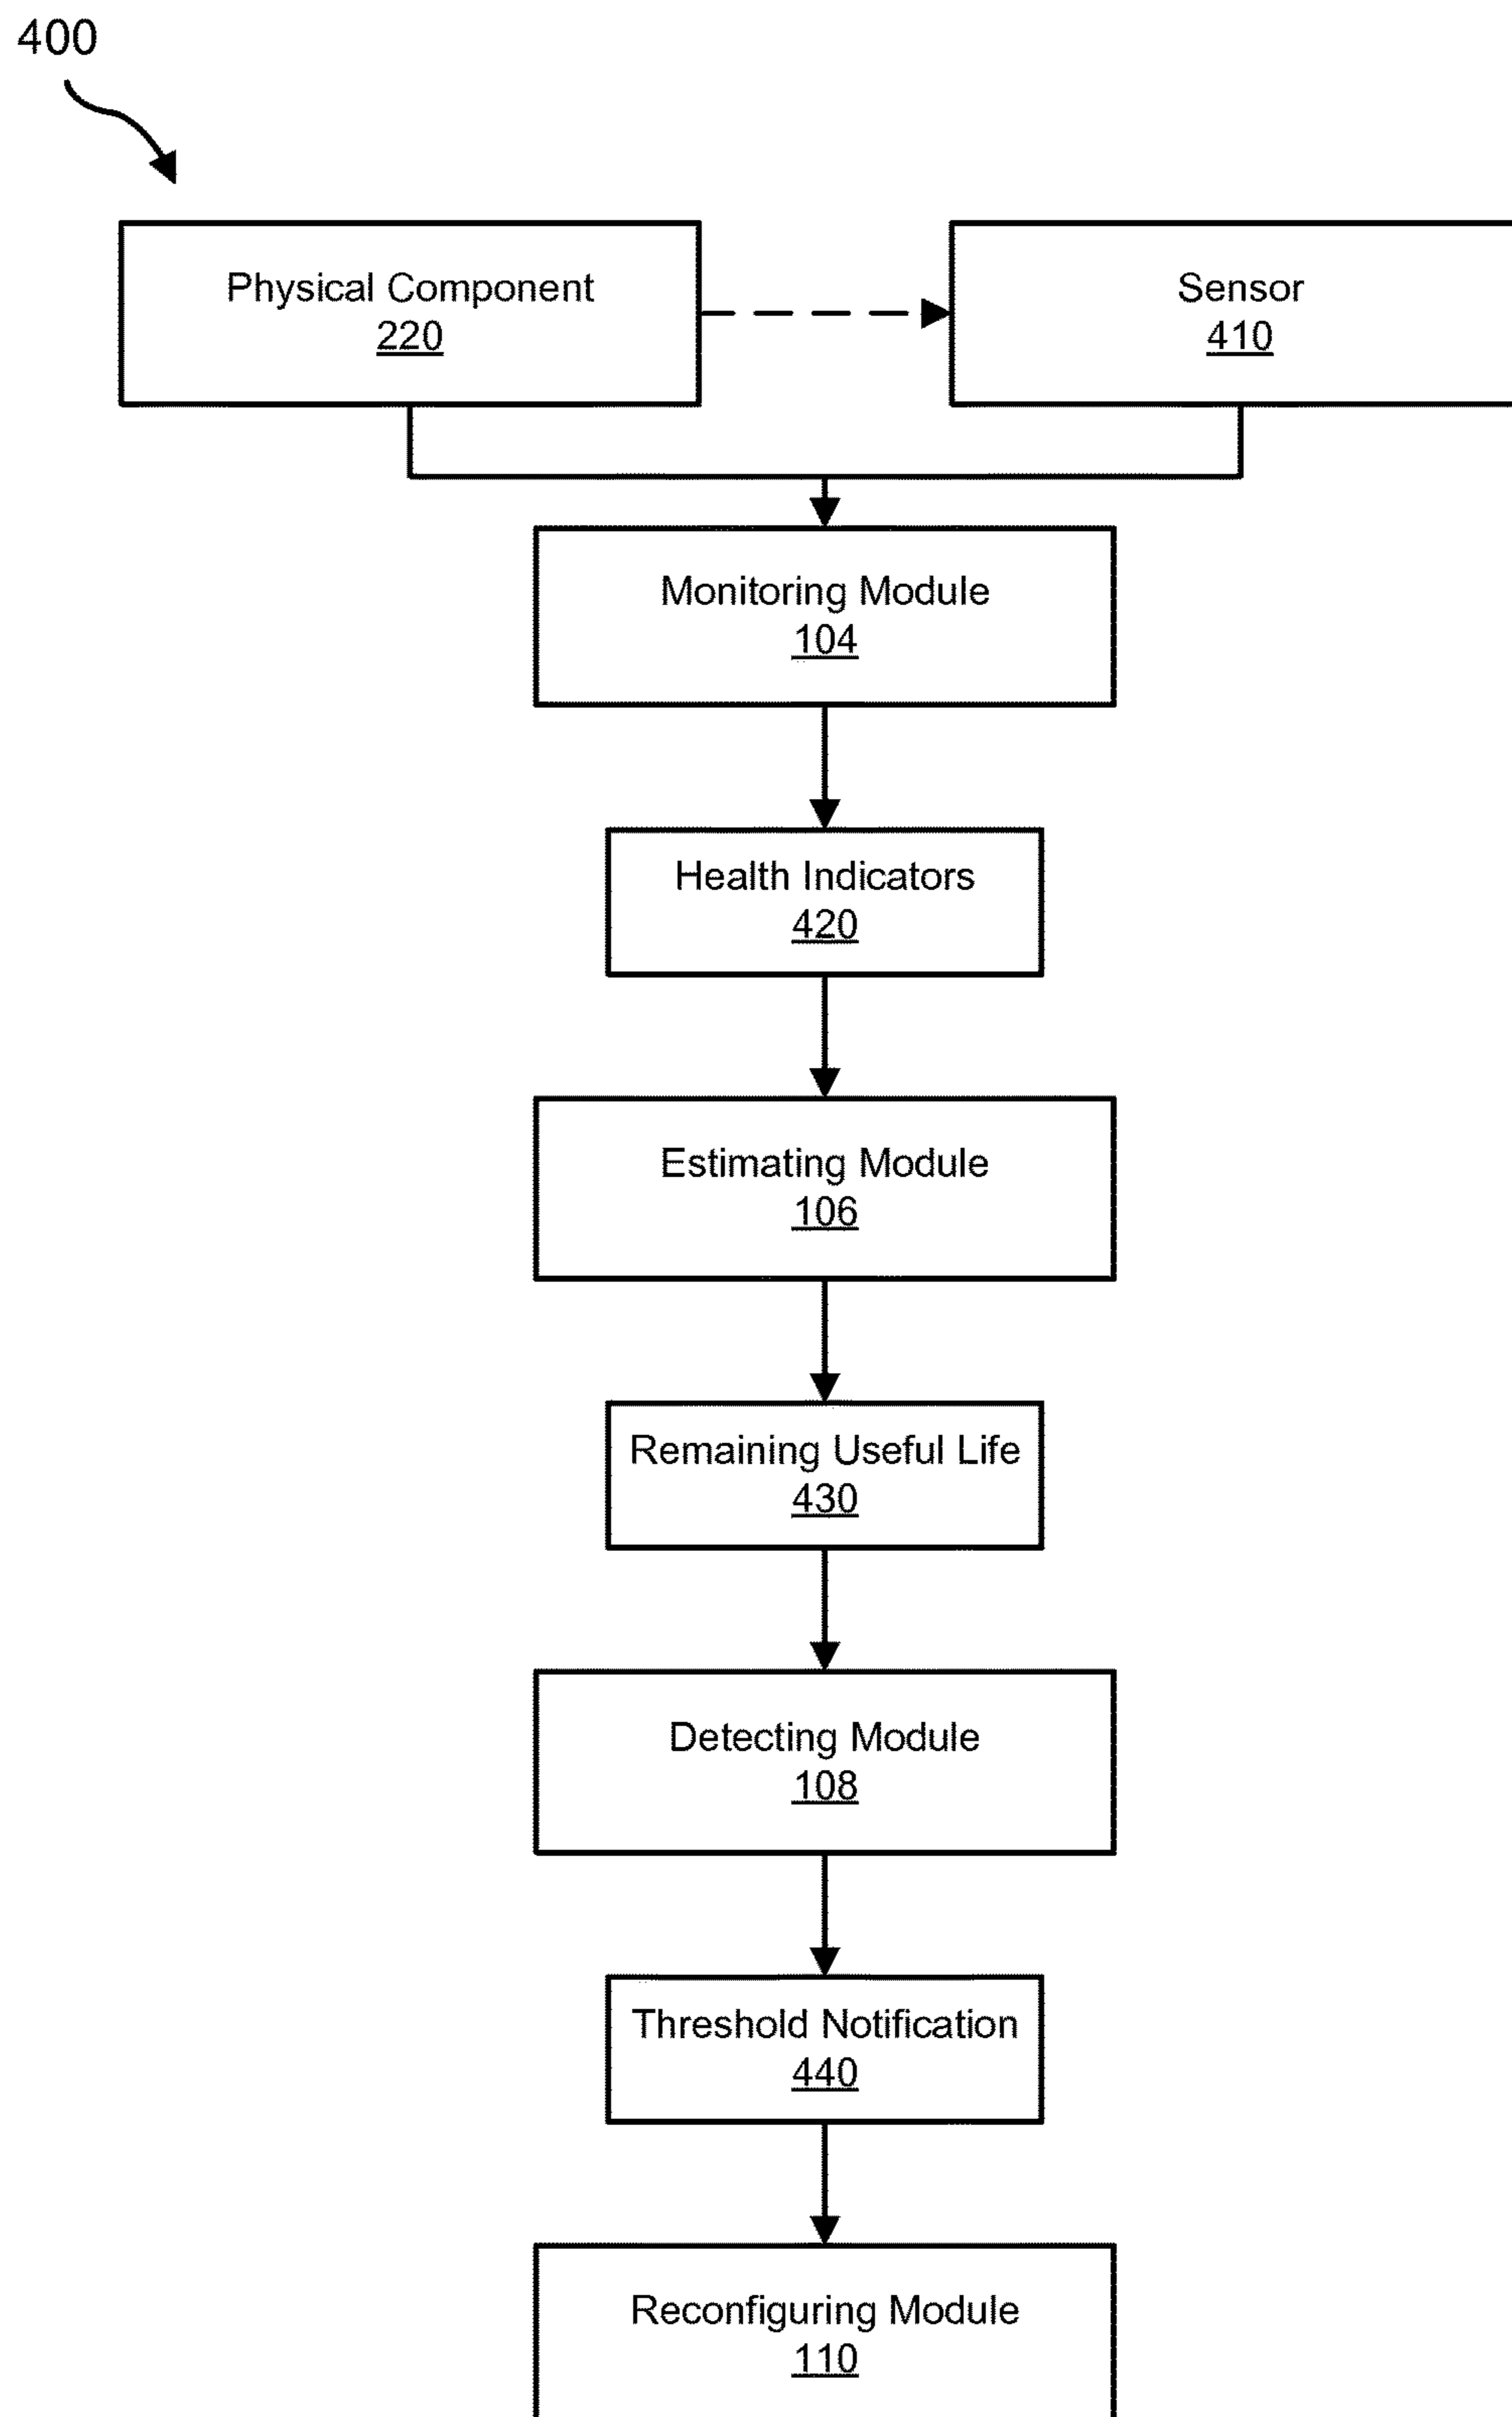 400
Physical Component
220
Sensor
410
Monitoring Module
104
Health Indicators
420
Estimating Module
106
Remaining Useful Life
430
Detecting Module
108
Threshold Notification
440
Reconfiguring Module
110